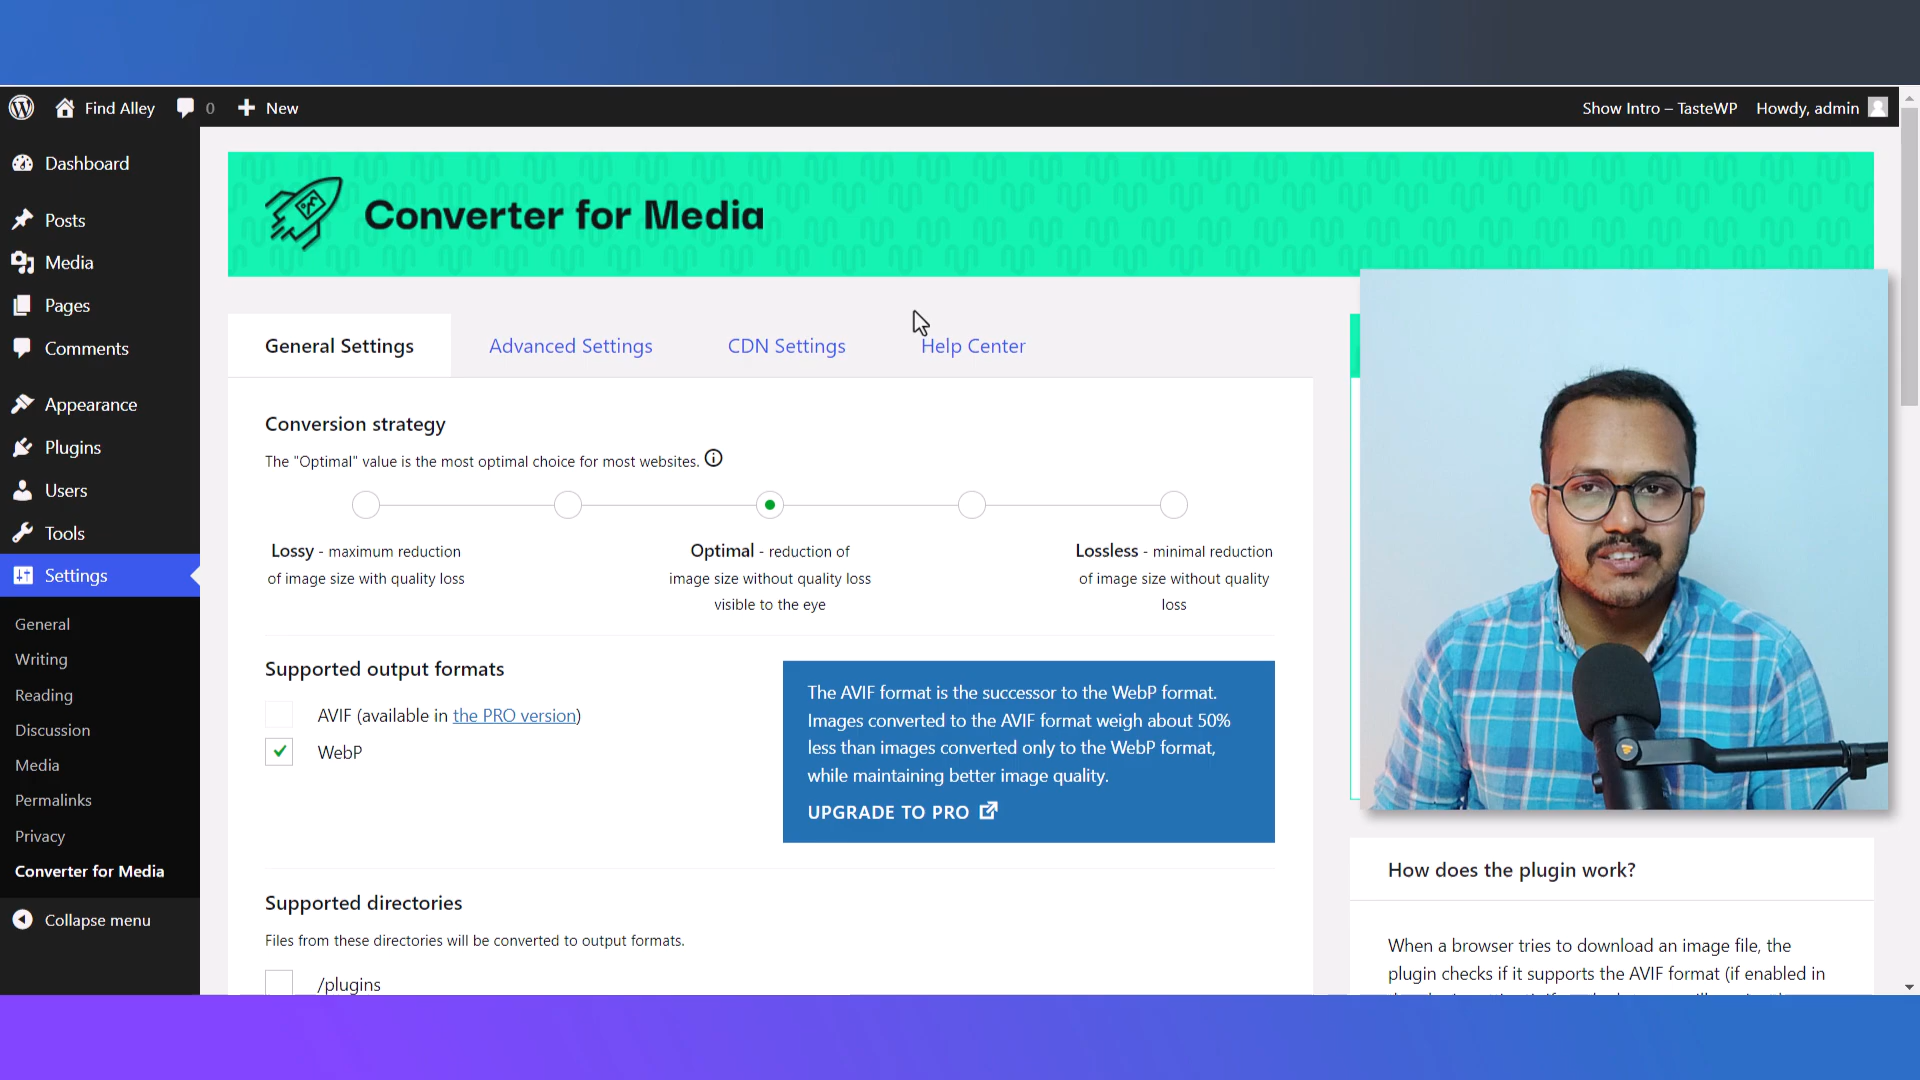 Find Alley
0
New
Show Intro – TasteWP
Howdy, admin
Dashboard
Posts
Media
Pages
Comments
Appearance
Plugins
Users
Tools
Settings
General
Writing
Reading
Discussion
Media
Permalinks
Privacy
Converter for Media
Collapse menu
Converter for Media
General Settings
Advanced Settings
CDN Settings
Help Center
Conversion strategy
The "Optimal" value is the most optimal choice for most websites.
Lossy - maximum reduction
of image size with quality loss
Optimal - reduction of
image size without quality loss
visible to the eye
Lossless - minimal reduction
of image size without quality
loss
Supported output formats
AVIF (available in the PRO version)
WebP
The AVIF format is the successor to the WebP format.
Images converted to the AVIF format weigh about 50%
less than images converted only to the WebP format,
while maintaining better image quality.
UPGRADE TO PRO
Supported directories
Files from these directories will be converted to output formats.
/plugins
How does the plugin work?
When a browser tries to download an image file, the
plugin checks if it supports the AVIF format (if enabled in